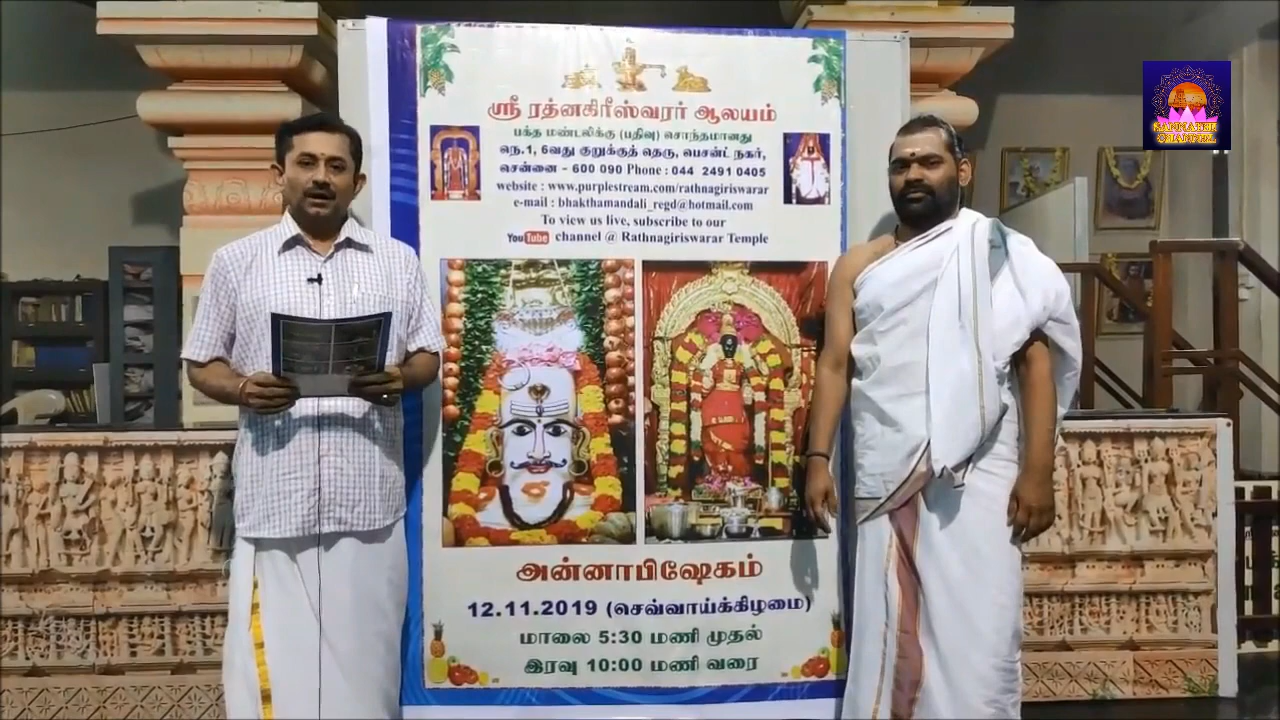 ஸ்ரீ ரத்னகிரீஸ்வரர் ஆலயம்
பக்த மண்டலிக்கு (பதிவு) சொந்தமானது
நெ.1, 6வது குறுக்குத் தெரு, பெசன்ட் நகர்,
சென்னை - 600 090 Phone : 044 2491 0405
website : www.purplestream.com/rathnagiriswarar
e-mail : bhakthamandali_regd@hotmail.com
To view us live, subscribe to our
YouTube channel @ Rathnagiriswarar Temple
அன்னாபிஷேகம்
12.11.2019 (செவ்வாய்க்கிழமை)
மாலை 5:30 மணி முதல்
இரவு 10:00 மணி வரை
CHANNEL